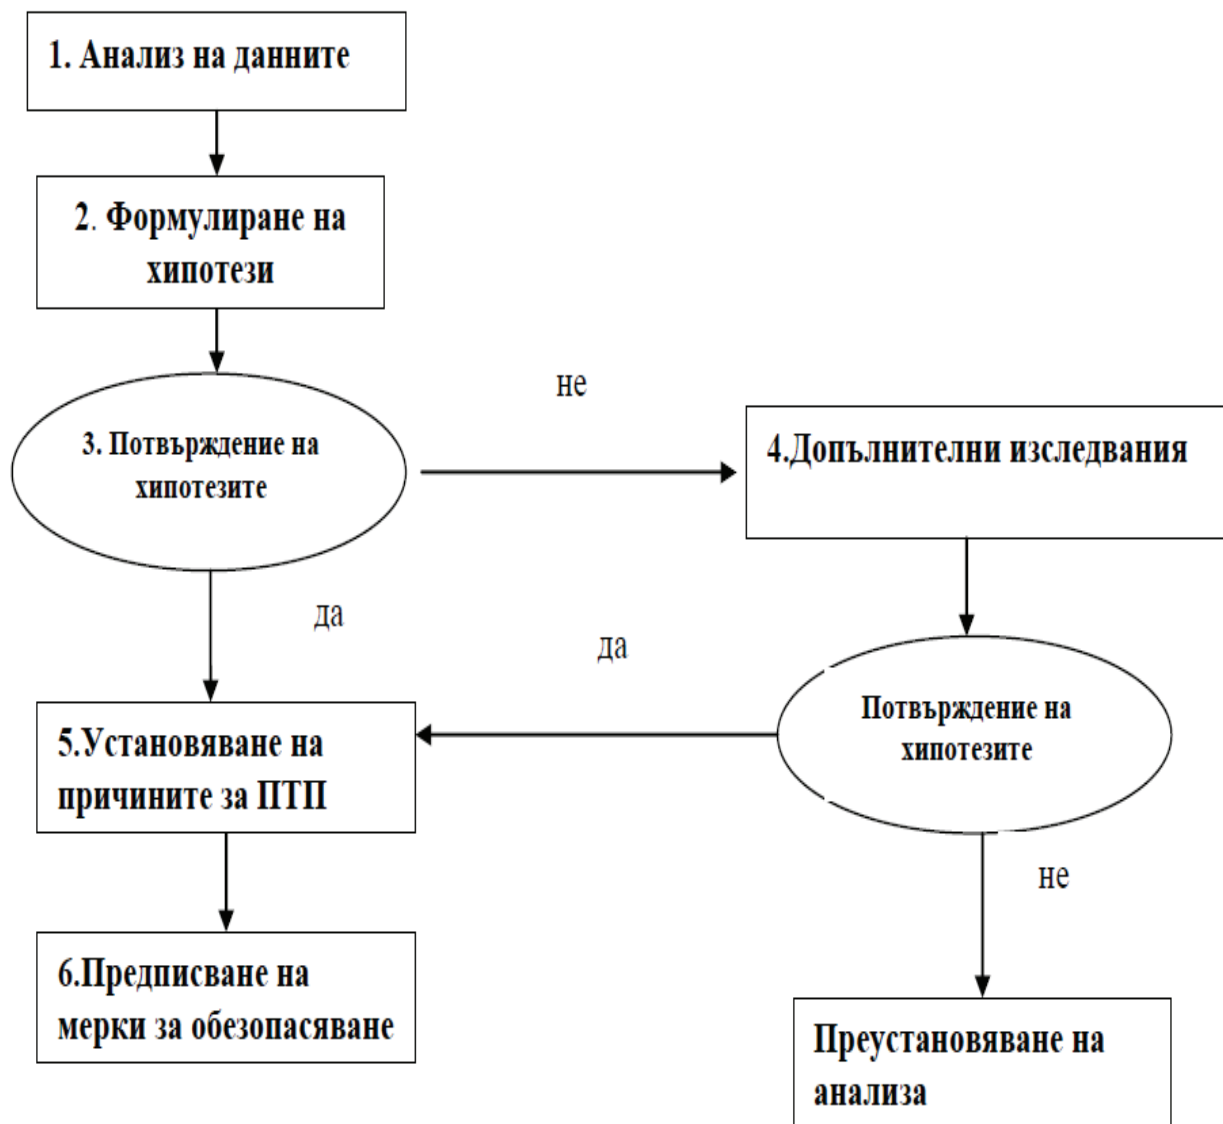 1. Анализ на данните
2. Формулиране на
хипотези
не
3. Потвърждение на
хипотезите
4.Допълнителни изследвания
да
да
Потвърждение на
хипотезите
5.Установяване на
причините за ПТП
не
6.Предписване на
мерки за обезопасяване
Преустановяване на
анализа